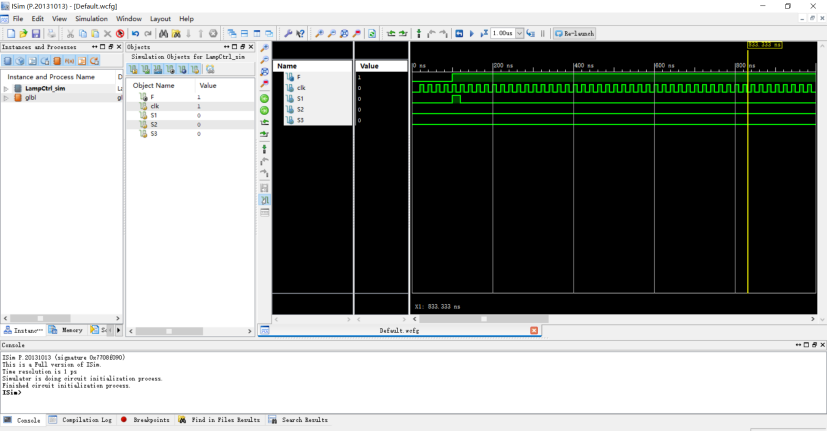 ISim (P.20131013) - [Default.wcfg]
File Edit View Simulation Window Layout Help
1.00us
Re-launch
Instances and Processes
Instance and Process Name
LampCtrl_sim
glbl
Instanc...
Memory
Objects
Simulation Objects for LampCtrl_sim
Object Name Value
F 1
clk 1
S1 0
S2 0
S3 0
Name Value
F 1
clk 0
S1 0
S2 0
S3 0
833.333 ns
0 ns 200 ns 400 ns 600 ns 800 ns
X1: 833.333 ns
Default.wcfg
Console
ISim P.20131013 (signature 0x7708f090)
This is a Full version of ISim.
Time resolution is 1 ps
Simulator is doing circuit initialization process.
Finished circuit initialization process.
ISim>
Console Compilation Log Breakpoints Find in Files Results Search Results